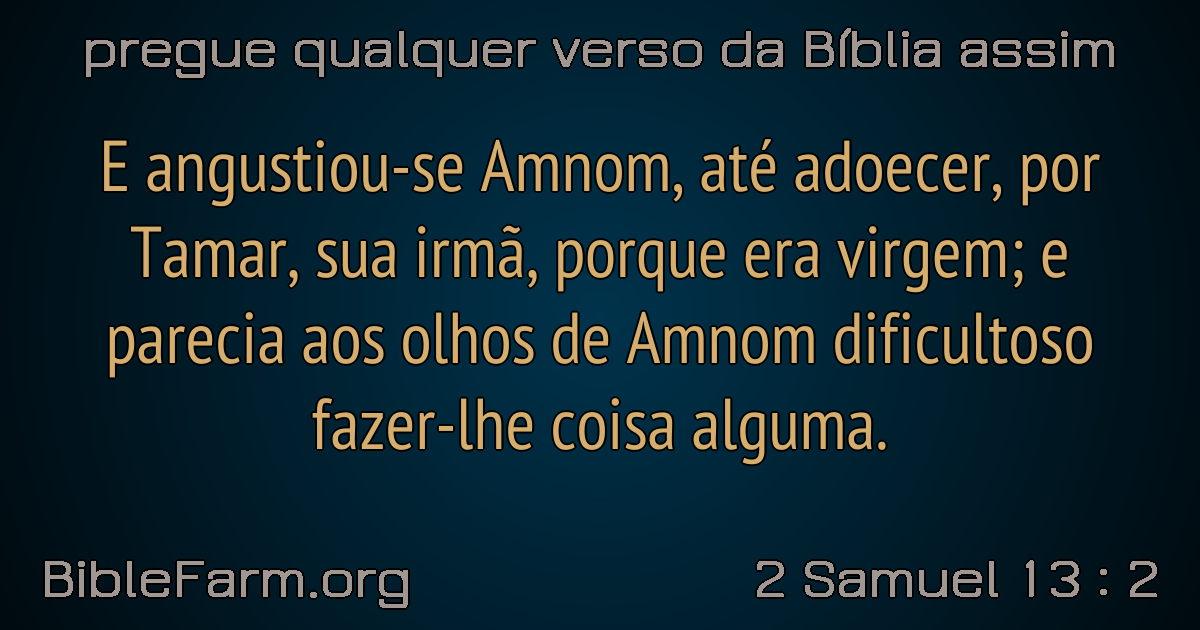 pregue qualquer verso da Bíblia assim
E angustiou-se Amnom, até adoecer, por
Tamar, sua irmã, porque era virgem; e
parecia aos olhos de Amnom dificultoso
fazer-lhe coisa alguma.
BibleFarm.org
2 Samuel 13 : 2